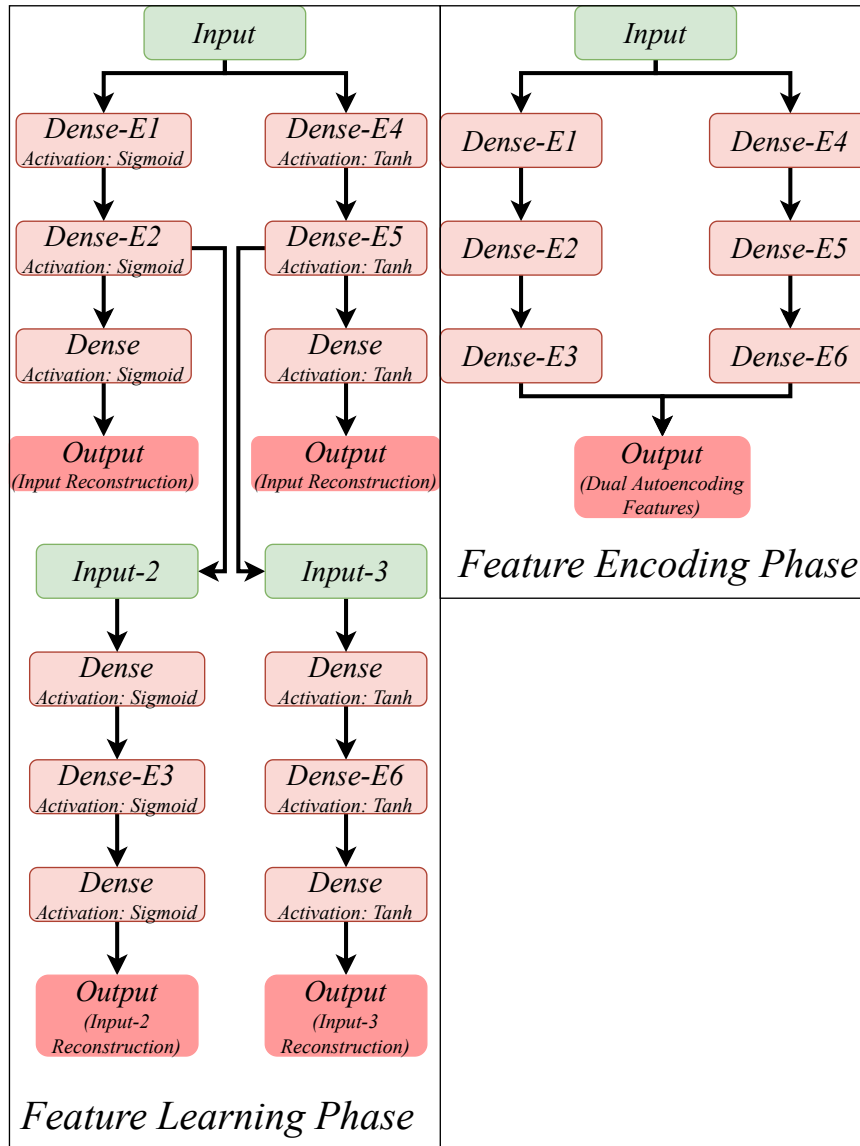 Input
Dense-E1
Activation: Sigmoid
Dense-E4
Activation: Tanh
Dense-E2
Activation: Sigmoid
Dense-E5
Activation: Tanh
Dense
Activation: Sigmoid
Dense
Activation: Tanh
Output
(Input Reconstruction)
Output
(Input Reconstruction)
Input-2
Input-3
Dense
Activation: Sigmoid
Dense
Activation: Tanh
Dense-E3
Activation: Sigmoid
Dense-E6
Activation: Tanh
Dense
Activation: Sigmoid
Dense
Activation: Tanh
Output
(Input-2
Reconstruction)
Output
(Input-3
Reconstruction)
Feature Learning Phase
Input
Dense-E1
Dense-E4
Dense-E2
Dense-E5
Dense-E3
Dense-E6
Output
(Dual Autoencoding
Features)
Feature Encoding Phase